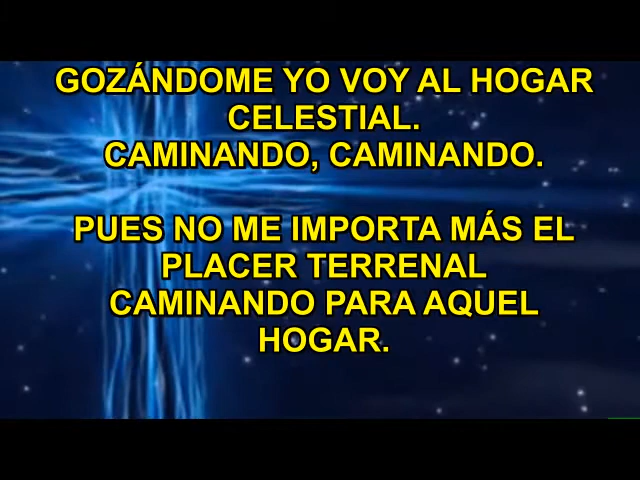 GOZÁNDOME YO VOY AL HOGAR
CELESTIAL.
CAMINANDO, CAMINANDO.
PUES NO ME IMPORTA MÁS EL
PLACER TERRENAL
CAMINANDO PARA AQUEL
HOGAR.